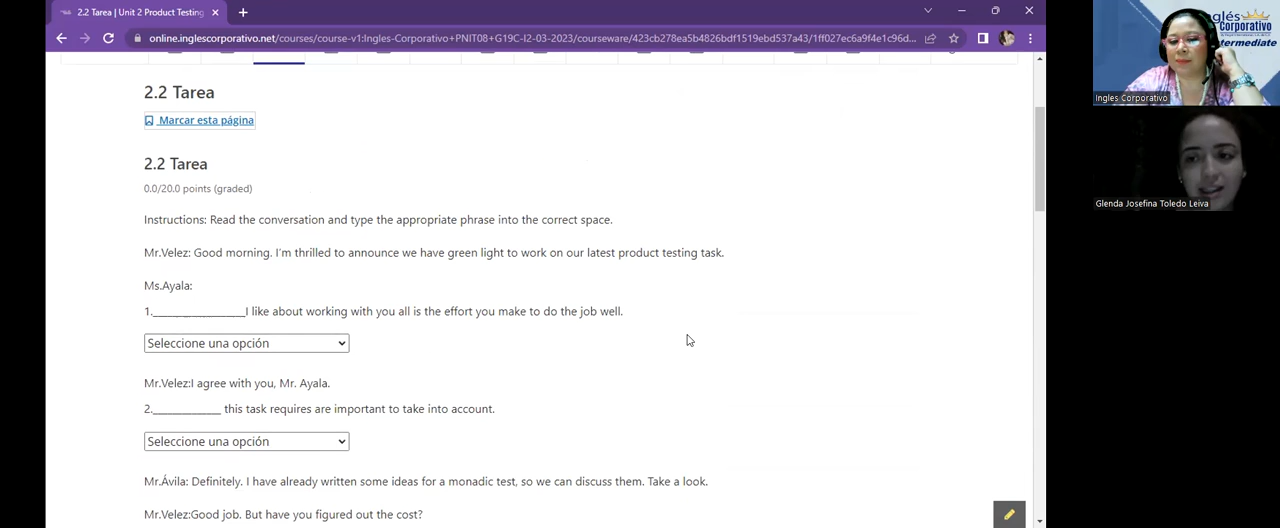 2.2 Tarea | Unit 2 Product Testing
online.inglescorporativo.net/courses/course-v1:Ingles-Corporativo+PNIT08+G19C-I2-03-2023/courseware/423cb278ea5b4826bdf1519ebd537a43/1ff027ec6a9f4e1c96d...
2.2 Tarea
Marcar esta página
2.2 Tarea
0.0/20.0 points (graded)
Instructions: Read the conversation and type the appropriate phrase into the correct space.
Mr.Velez: Good morning. I'm thrilled to announce we have green light to work on our latest product testing task.
Ms.Ayala:
1.__________________I like about working with you all is the effort you make to do the job well.
Seleccione una opción
Mr.Velez:I agree with you, Mr. Ayala.
2._____________ this task requires are important to take into account.
Seleccione una opción
Mr.Ávila: Definitely. I have already written some ideas for a monadic test, so we can discuss them. Take a look.
Mr.Velez:Good job. But have you figured out the cost?
Inglés
Corporativo
Intermediate
Ingles Corporativo
Glenda Josefina Toledo Leiva